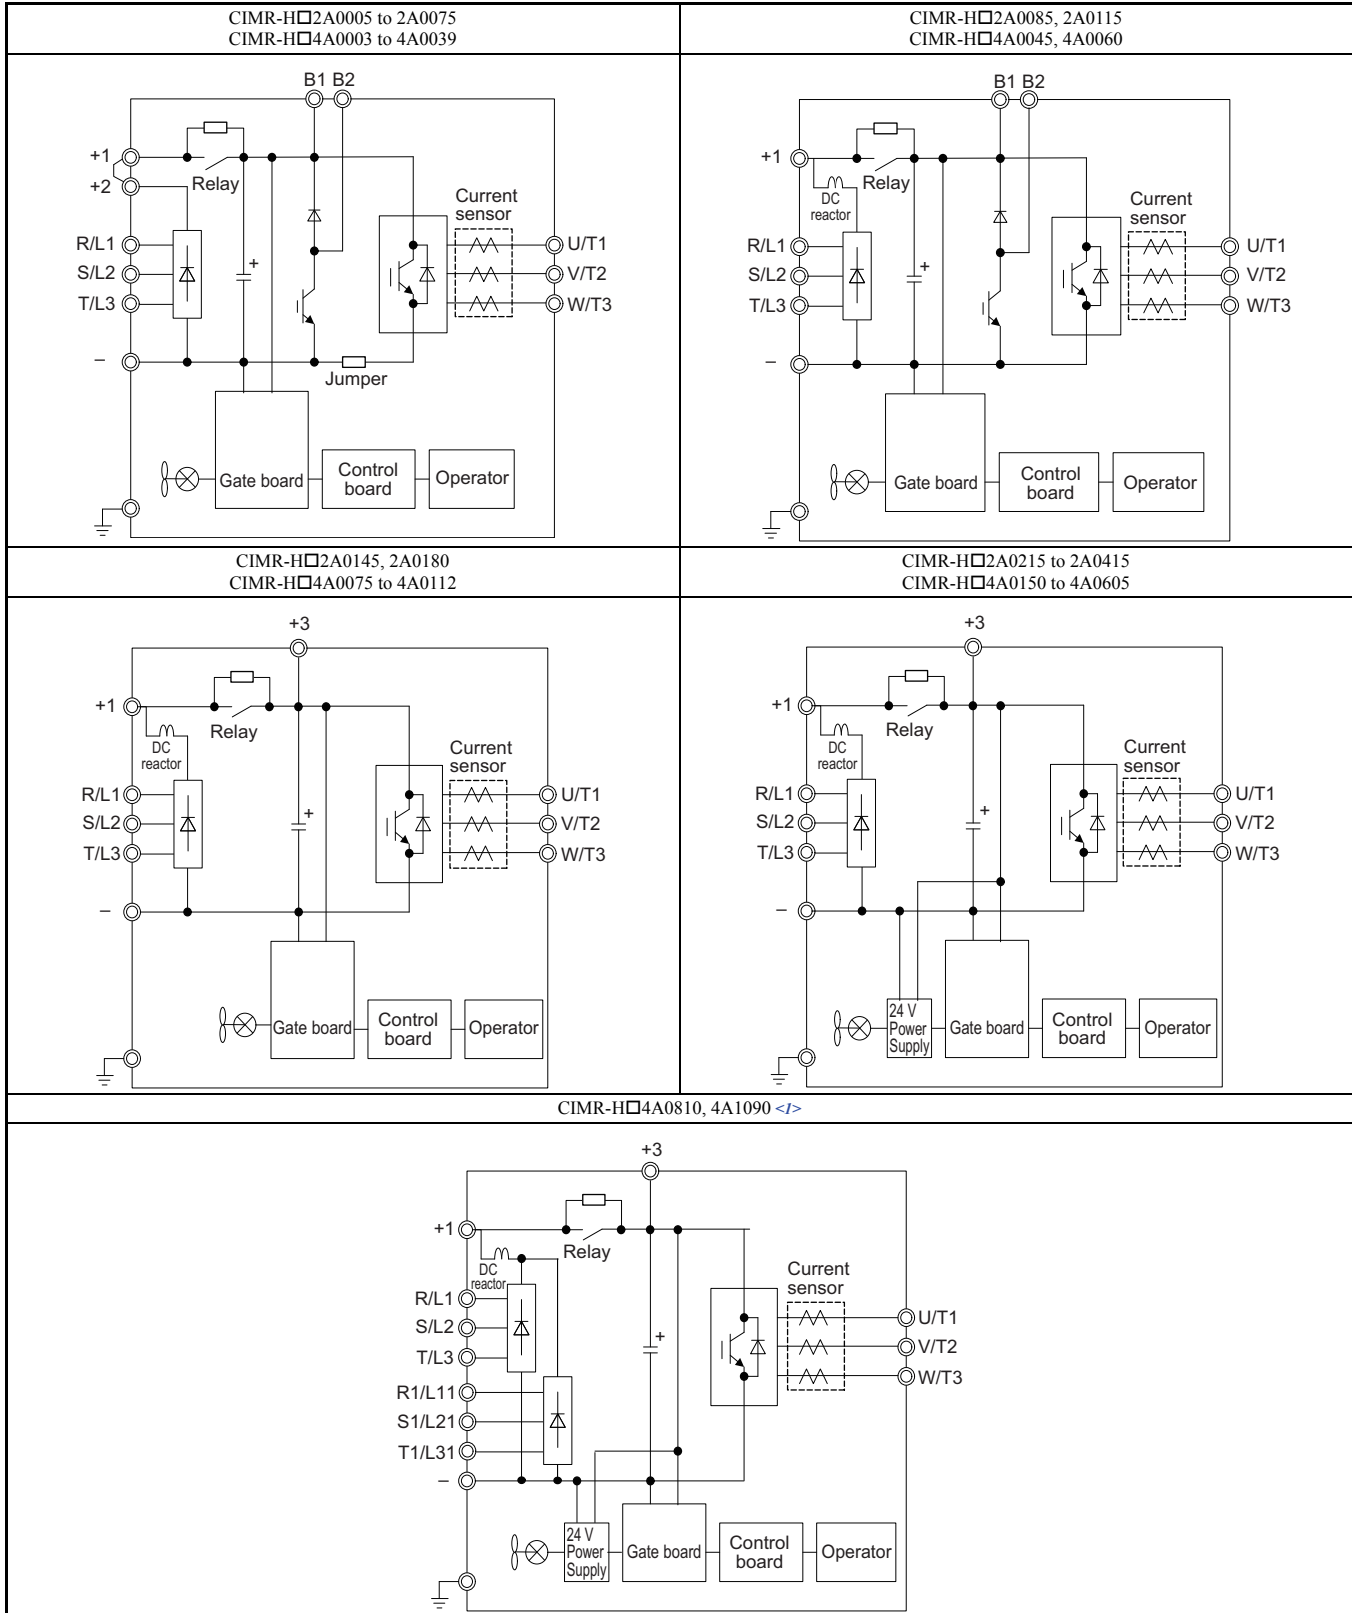 CIMR-H□2A0005 to 2A0075
CIMR-H□4A0003 to 4A0039
B1 B2
+1
+2
Relay
Current
sensor
R/L1
S/L2
T/L3
+
U/T1
V/T2
W/T3
–
Jumper
Gate board
Control
board
Operator
CIMR-H□2A0085, 2A0115
CIMR-H□4A0045, 4A0060
B1 B2
+1
Relay
DC
reactor
Current
sensor
R/L1
S/L2
T/L3
+
U/T1
V/T2
W/T3
–
Gate board
Control
board
Operator
CIMR-H□2A0145, 2A0180
CIMR-H□4A0075 to 4A0112
+3
+1
Relay
DC
reactor
Current
sensor
R/L1
S/L2
T/L3
+
U/T1
V/T2
W/T3
–
Gate board
Control
board
Operator
CIMR-H□2A0215 to 2A0415
CIMR-H□4A0150 to 4A0605
+3
+1
Relay
DC
reactor
Current
sensor
R/L1
S/L2
T/L3
+
U/T1
V/T2
W/T3
–
24 V
Power
Supply
Gate board
Control
board
Operator
CIMR-H□4A0810, 4A1090 <1>
+3
+1
Relay
DC
reactor
Current
sensor
R/L1
S/L2
T/L3
R1/L11
S1/L21
T1/L31
+
U/T1
V/T2
W/T3
–
24 V
Power
Supply
Gate board
Control
board
Operator